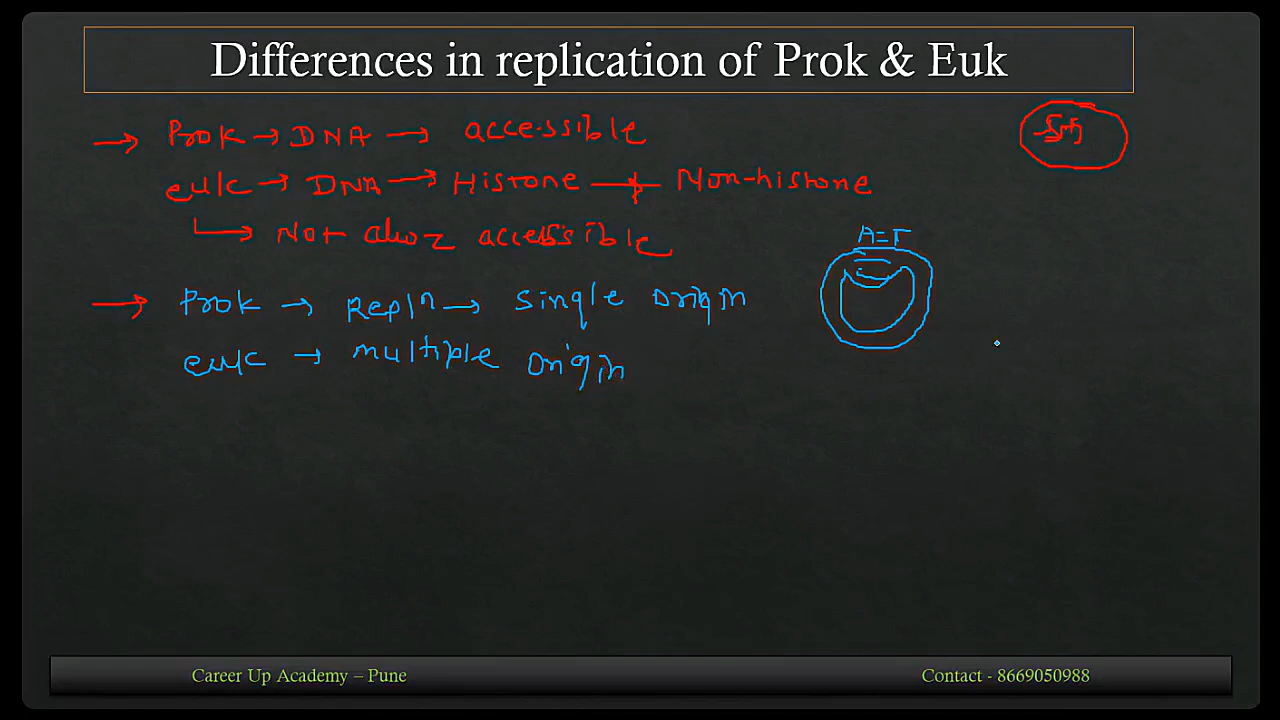 Differences in replication of Prok & Euk
→ Prok → DNA → accessible
euk → DNA → Histone + Non-histone
↳ Not alwz accessible
→ Prok → Replⁿ → single origin
A=T
euk → multiple origin
Career Up Academy – Pune
Contact - 8669050988